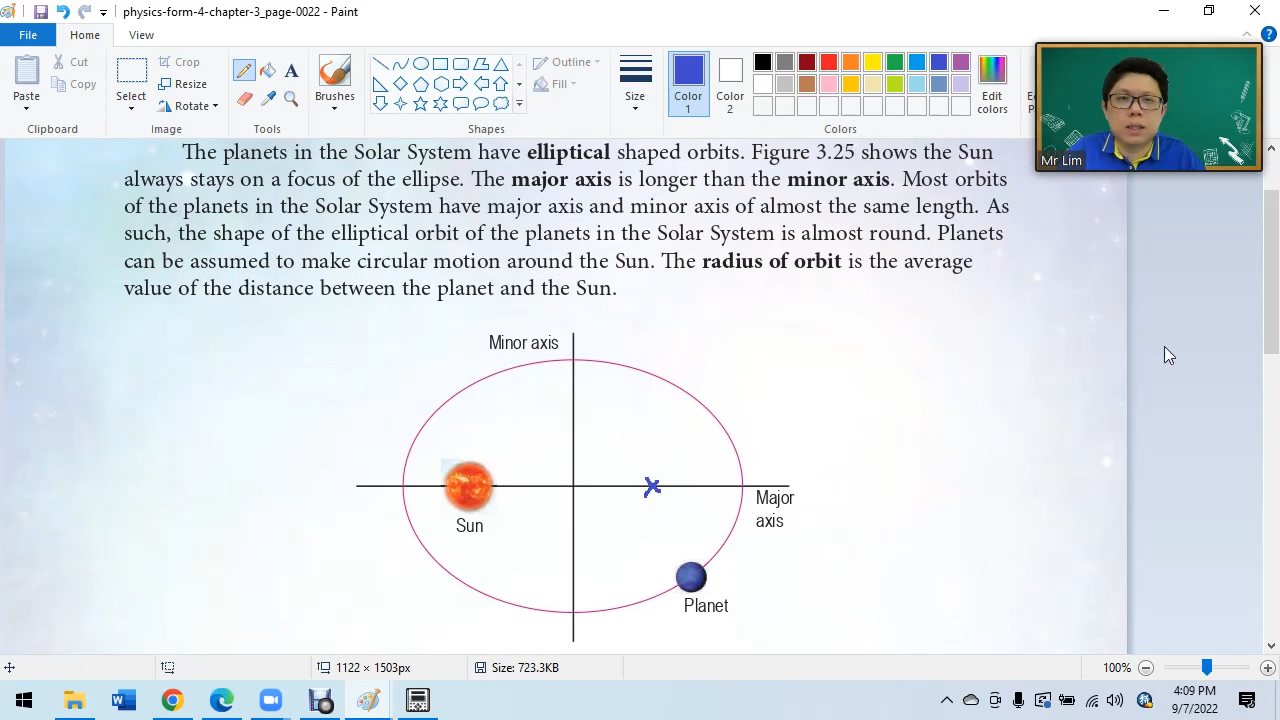 physics-form-4-chapter-3_page-0022 - Paint
File
Home
View
Paste
Cut
Copy
Clipboard
Select
Crop
Resize
Rotate
Image
A
Tools
Brushes
Outline
Fill
Shapes
Size
Color
1
Color
2
Edit
colors
Colors
Mr Lim
The planets in the Solar System have elliptical shaped orbits. Figure 3.25 shows the Sun
always stays on a focus of the ellipse. The major axis is longer than the minor axis. Most orbits
of the planets in the Solar System have major axis and minor axis of almost the same length. As
such, the shape of the elliptical orbit of the planets in the Solar System is almost round. Planets
can be assumed to make circular motion around the Sun. The radius of orbit is the average
value of the distance between the planet and the Sun.
Minor axis
Major
axis
Sun
Planet
1122 × 1503px
Size: 723.3KB
100%
4:09 PM
9/7/2022